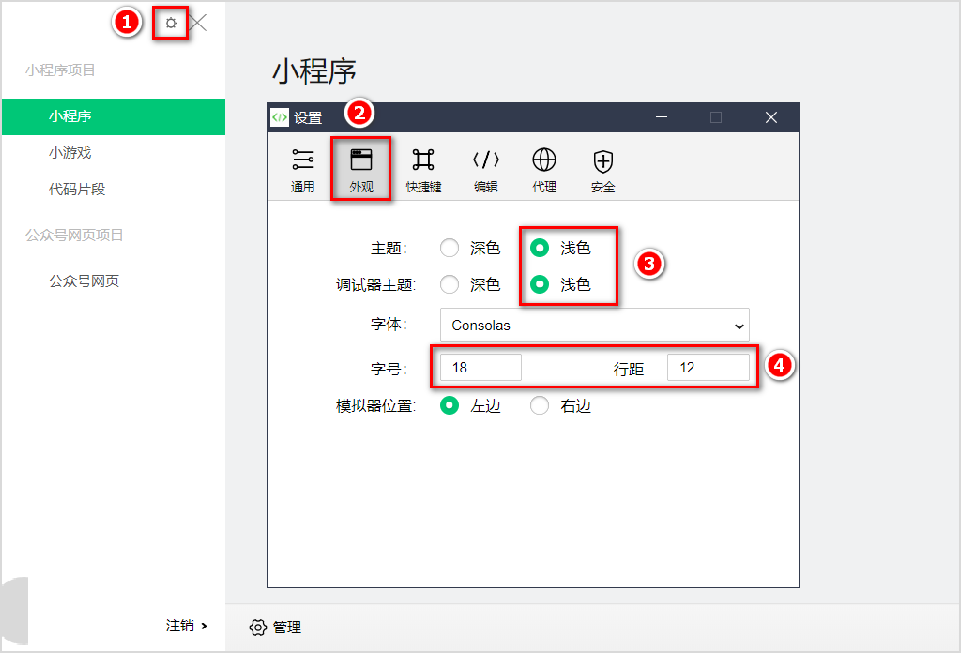 1
小程序项目
小程序
小游戏
代码片段
公众号网页项目
公众号网页
注销
小程序
设置
2
通用 外观 快捷键 编辑 代理 安全
主题: 深色 浅色
3
调试器主题: 深色 浅色
字体: Consolas
字号: 18 行距 12
4
模拟器位置: 左边 右边
管理